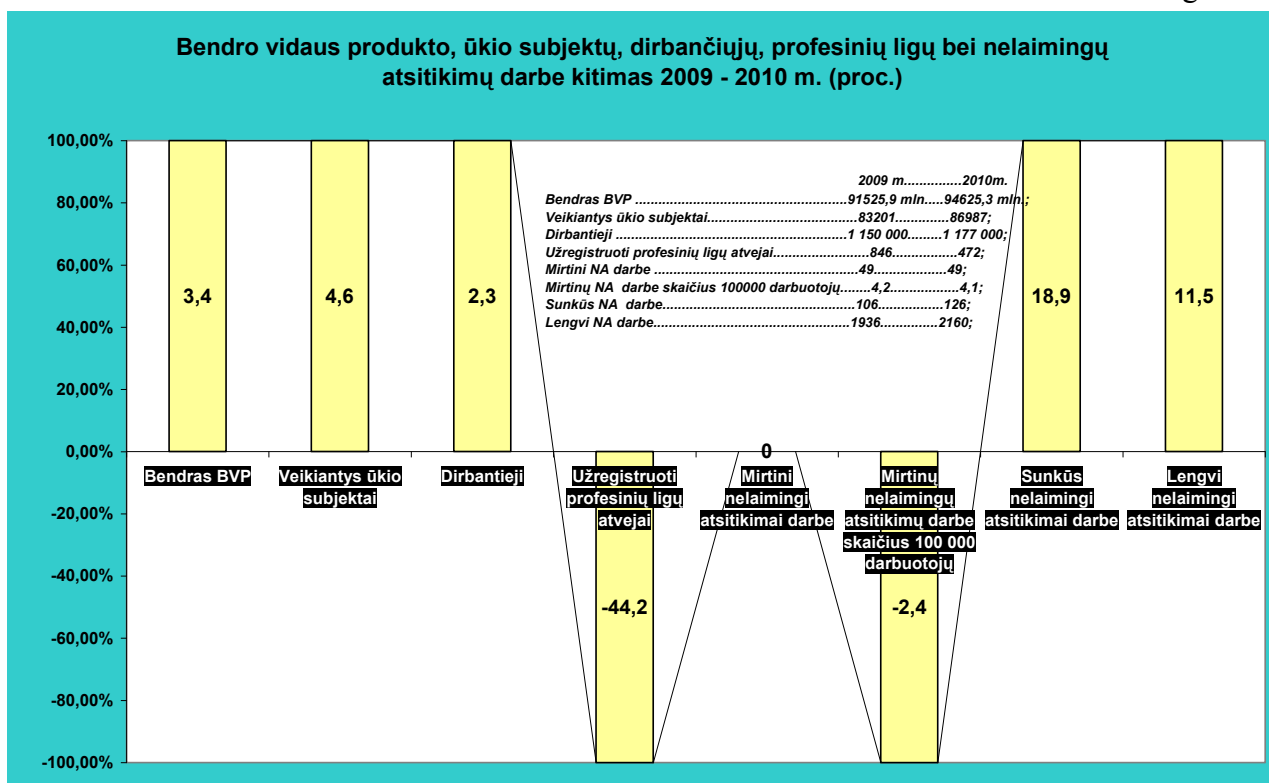 Bendro vidaus produkto, ūkio subjektų, dirbančiųjų, profesinių ligų bei nelaimingų
atsitikimų darbe kitimas 2009 - 2010 m. (proc.)
100,00%
80,00%
60,00%
40,00%
20,00%
0,00%
-20,00%
-40,00%
-60,00%
-80,00%
-100,00%
2009 m...............2010m.
Bendras BVP ......................................................91525,9 mln.....94625,3 mln.;
Veikiantys ūkio subjektai......................................83201..............86987;
Dirbantieji ............................................................1 150 000.........1 177 000;
Užregistruoti profesinių ligų atvejai.........................846.................472;
Mirtini NA darbe ....................................................49...................49;
Mirtinų NA darbe skaičius 100000 darbuotojų........4,2..................4,1;
Sunkūs NA darbe..................................................106.................126;
Lengvi NA darbe..................................................1936...............2160;
3,4
4,6
2,3
-44,2
0
-2,4
18,9
11,5
Bendras BVP
Veikiantys ūkio
subjektai
Dirbantieji
Užregistruoti
profesinių ligų
atvejai
Mirtini
nelaimingi
atsitikimai darbe
Mirtinų
nelaimingų
atsitikimų darbe
skaičius 100 000
darbuotojų
Sunkūs
nelaimingi
atsitikimai darbe
Lengvi
nelaimingi
atsitikimai darbe